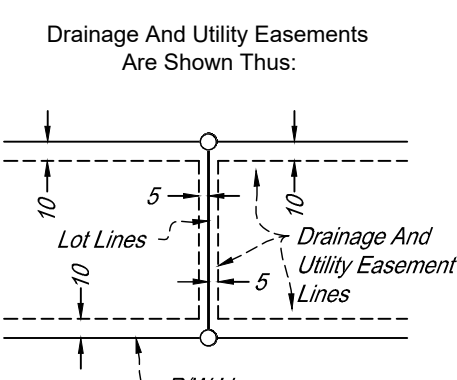 Drainage And Utility Easements
Are Shown Thus:
10
10
5
Lot Lines
Drainage And
Utility Easement
Lines
10
5